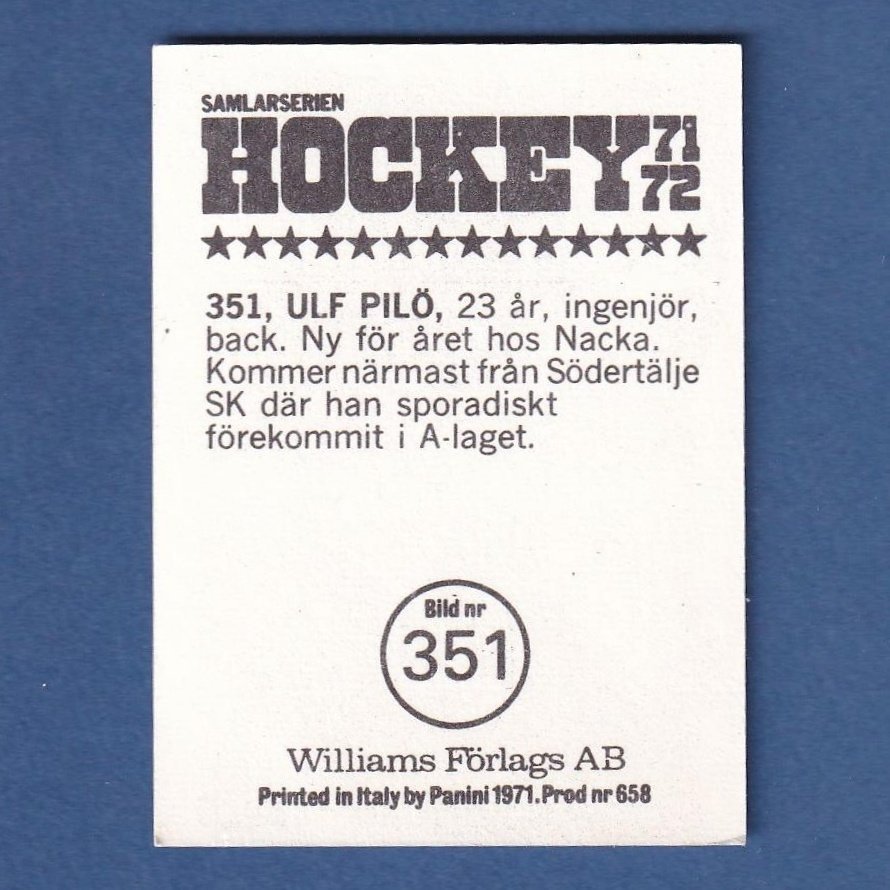 SAMLARSERIEN
HOCKEY 71 72
351, ULF PILÖ, 23 år, ingenjör,
back. Ny för året hos Nacka.
Kommer närmast från Södertälje
SK där han sporadiskt
förekommit i A-laget.
Bild nr
351
Williams Förlags AB
Printed in Italy by Panini 1971. Prod nr 658